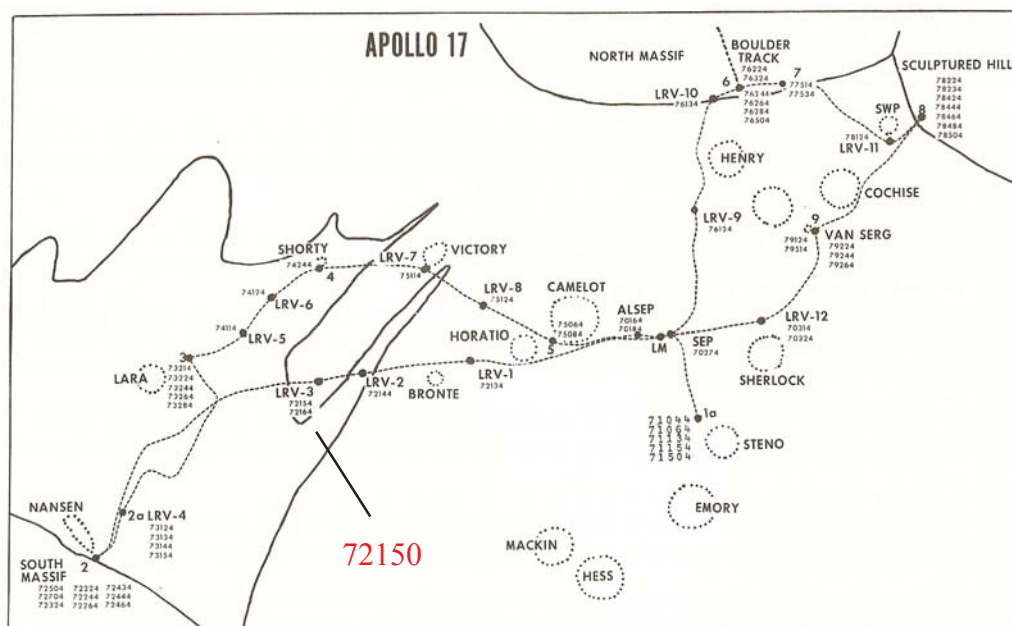 APOLLO 17
NORTH MASSIF
BOULDER
TRACK
76224
76324
6
7
77514
77534
SCULPTURED HILL
78224
78234
78424
78444
78464
78484
78504
8
LRV-10
76134
76244
76264
76284
76504
SWP
78124
LRV-11
HENRY
COCHISE
LRV-9
76124
9
VAN SERG
79124
79514
79224
79244
79264
SHORTY
74244
4
LRV-7
75114
VICTORY
74124
LRV-6
LRV-8
75124
CAMELOT
75064
75084
5
HORATIO
ALSEP
70164
70184
LM
SEP
70274
LRV-12
70314
70324
SHERLOCK
74114
LRV-5
3
73214
73224
73244
73264
73284
LARA
LRV-3
72154
72164
LRV-2
72144
BRONTE
LRV-1
72134
1a
71044
71064
71134
71154
71504
STENO
EMORY
NANSEN
2a LRV-4
73124
73134
73144
73154
72150
MACKIN
HESS
SOUTH
MASSIF
2
72504 72224 72434
72704 72244 72444
72324 72264 72464